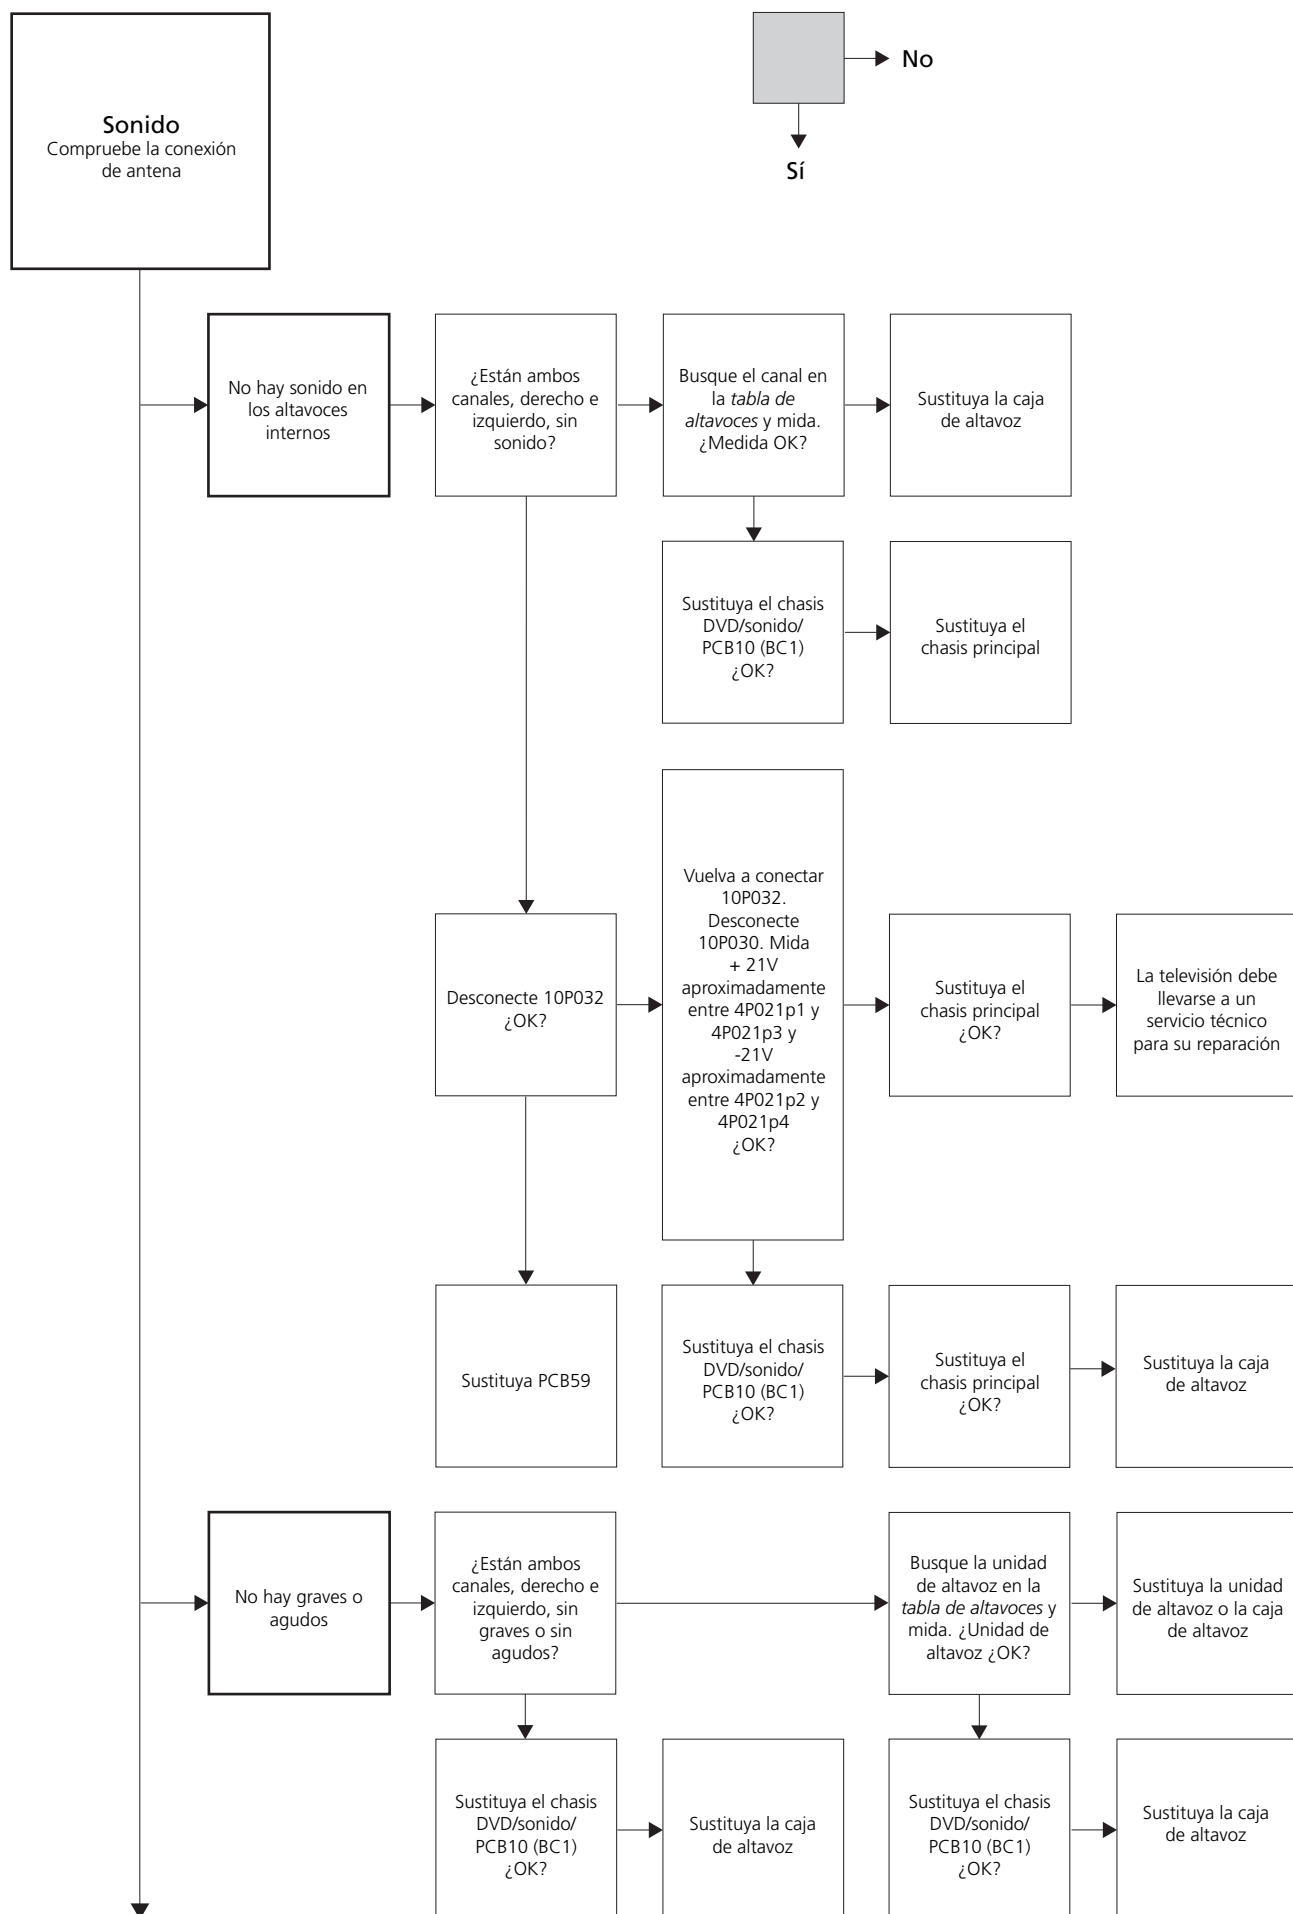 No
Sí
Sonido
Compruebe la conexión
de antena
No hay sonido en
los altavoces
internos
¿Están ambos
canales, derecho e
izquierdo, sin
sonido?
Busque el canal en
la tabla de
altavoces y mida.
¿Medida OK?
Sustituya la caja
de altavoz
Sustituya el chasis
DVD/sonido/
PCB10 (BC1)
¿OK?
Sustituya el
chasis principal
Desconecte 10P032
¿OK?
Vuelva a conectar
10P032.
Desconecte
10P030. Mida
+ 21V
aproximadamente
entre 4P021p1 y
4P021p3 y
-21V
aproximadamente
entre 4P021p2 y
4P021p4
¿OK?
Sustituya el
chasis principal
¿OK?
La televisión debe
llevarse a un
servicio técnico
para su reparación
Sustituya PCB59
Sustituya el chasis
DVD/sonido/
PCB10 (BC1)
¿OK?
Sustituya el
chasis principal
¿OK?
Sustituya la caja
de altavoz
No hay graves o
agudos
¿Están ambos
canales, derecho e
izquierdo, sin
graves o sin
agudos?
Busque la unidad
de altavoz en la
tabla de altavoces y
mida. ¿Unidad de
altavoz ¿OK?
Sustituya la unidad
de altavoz o la caja
de altavoz
Sustituya el chasis
DVD/sonido/
PCB10 (BC1)
¿OK?
Sustituya la caja
de altavoz
Sustituya el chasis
DVD/sonido/
PCB10 (BC1)
¿OK?
Sustituya la caja
de altavoz